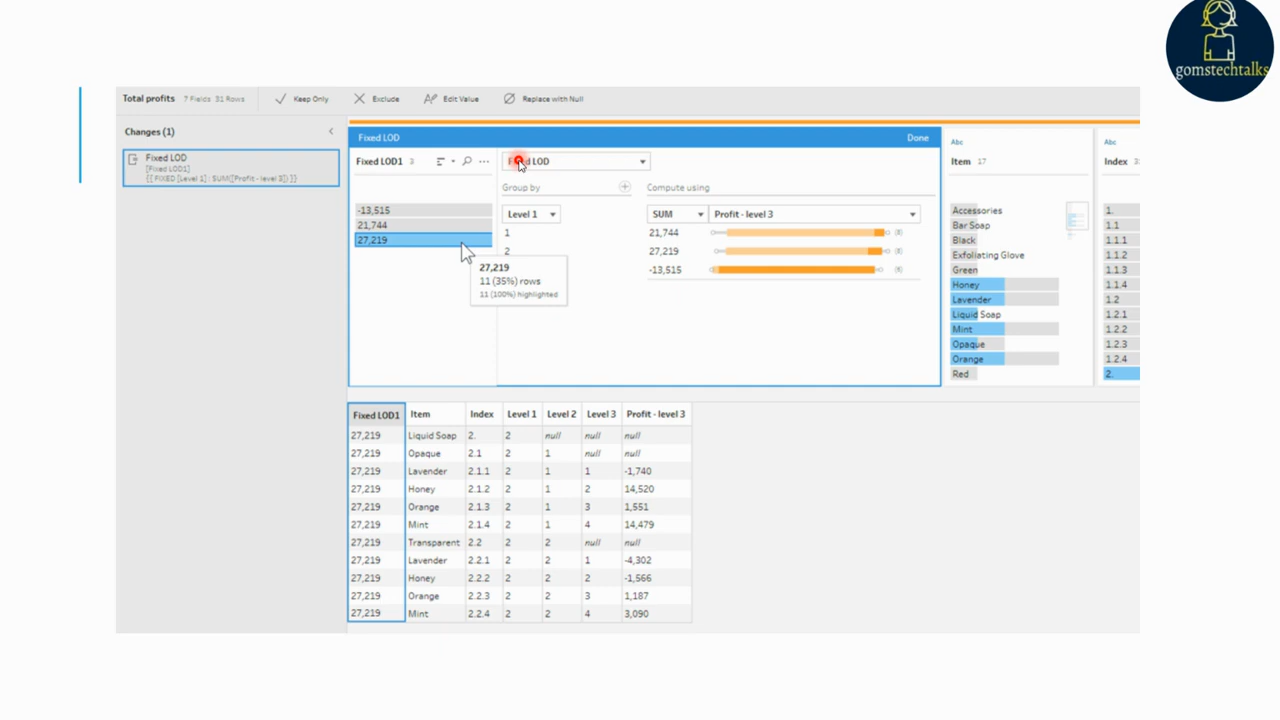 gomstechtalks
Total profits 7 Fields 31 Rows Keep Only Exclude Edit Value Replace with Null
Changes (1)
Fixed LOD
[Fixed LOD1]
{{ FIXED [Level 1] : SUM([Profit - level 3]) }}
Fixed LOD Done
Fixed LOD1 3
-13,515
21,744
27,219
27,219
11 (35%) rows
11 (100%) highlighted
LOD
Group by Compute using
Level 1 SUM Profit - level 3
1 21,744
2 27,219
-13,515
Abc
Item 17
Accessories
Bar Soap
Black
Exfoliating Glove
Green
Honey
Lavender
Liquid Soap
Mint
Opaque
Orange
Red
Abc
Index
1.
1.1
1.1.1
1.1.2
1.1.3
1.1.4
1.2
1.2.1
1.2.2
1.2.3
1.2.4
2.
Fixed LOD1 Item Index Level 1 Level 2 Level 3 Profit - level 3
27,219 Liquid Soap 2. 2 null null null
27,219 Opaque 2.1 2 1 null null
27,219 Lavender 2.1.1 2 1 1 -1,740
27,219 Honey 2.1.2 2 1 2 14,520
27,219 Orange 2.1.3 2 1 3 1,551
27,219 Mint 2.1.4 2 1 4 14,479
27,219 Transparent 2.2 2 2 null null
27,219 Lavender 2.2.1 2 2 1 -4,302
27,219 Honey 2.2.2 2 2 2 -1,566
27,219 Orange 2.2.3 2 2 3 1,187
27,219 Mint 2.2.4 2 2 4 3,090